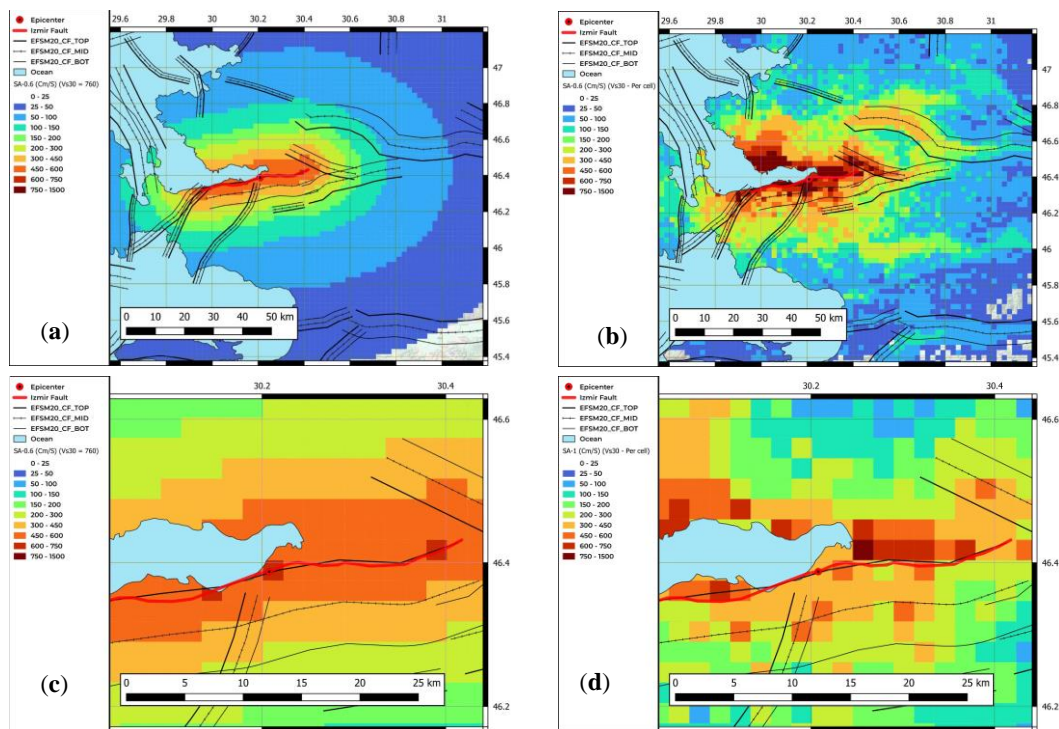 29.6 29.8 30 30.2 30.4 30.6 30.8 31
Epicenter
Izmir Fault
EFSM20_CF_TOP
EFSM20_CF_MID
EFSM20_CF_BOT
Ocean
SA-0.6 (Cm/S) (Vs30 = 760)
0 - 25
25 - 50
50 - 100
100 - 150
150 - 200
200 - 300
300 - 450
450 - 600
600 - 750
750 - 1500
47
46.8
46.6
46.4
46.2
46
45.8
45.6
45.4
(a)
0 10 20 30 40 50 km
29.6 29.8 30 30.2 30.4 30.6 30.8 31
Epicenter
Izmir Fault
EFSM20_CF_TOP
EFSM20_CF_MID
EFSM20_CF_BOT
Ocean
SA-0.6 (Cm/S) (Vs30 - Per cell)
0 - 25
25 - 50
50 - 100
100 - 150
150 - 200
200 - 300
300 - 450
450 - 600
600 - 750
750 - 1500
47
46.8
46.6
46.4
46.2
46
45.8
45.6
45.4
(b)
0 10 20 30 40 50 km
30.2 30.4
Epicenter
Izmir Fault
EFSM20_CF_TOP
EFSM20_CF_MID
EFSM20_CF_BOT
Ocean
SA-0.6 (Cm/S) (Vs30 = 760)
0 - 25
25 - 50
50 - 100
100 - 150
150 - 200
200 - 300
300 - 450
450 - 600
600 - 750
750 - 1500
46.6
46.4
46.2
(c)
0 5 10 15 20 25 km
30.2 30.4
Epicenter
Izmir Fault
EFSM20_CF_TOP
EFSM20_CF_MID
EFSM20_CF_BOT
Ocean
SA-1 (Cm/S) (Vs30 - Per cell)
0 - 25
25 - 50
50 - 100
100 - 150
150 - 200
200 - 300
300 - 450
450 - 600
600 - 750
750 - 1500
46.6
46.4
46.2
(d)
0 5 10 15 20 25 km